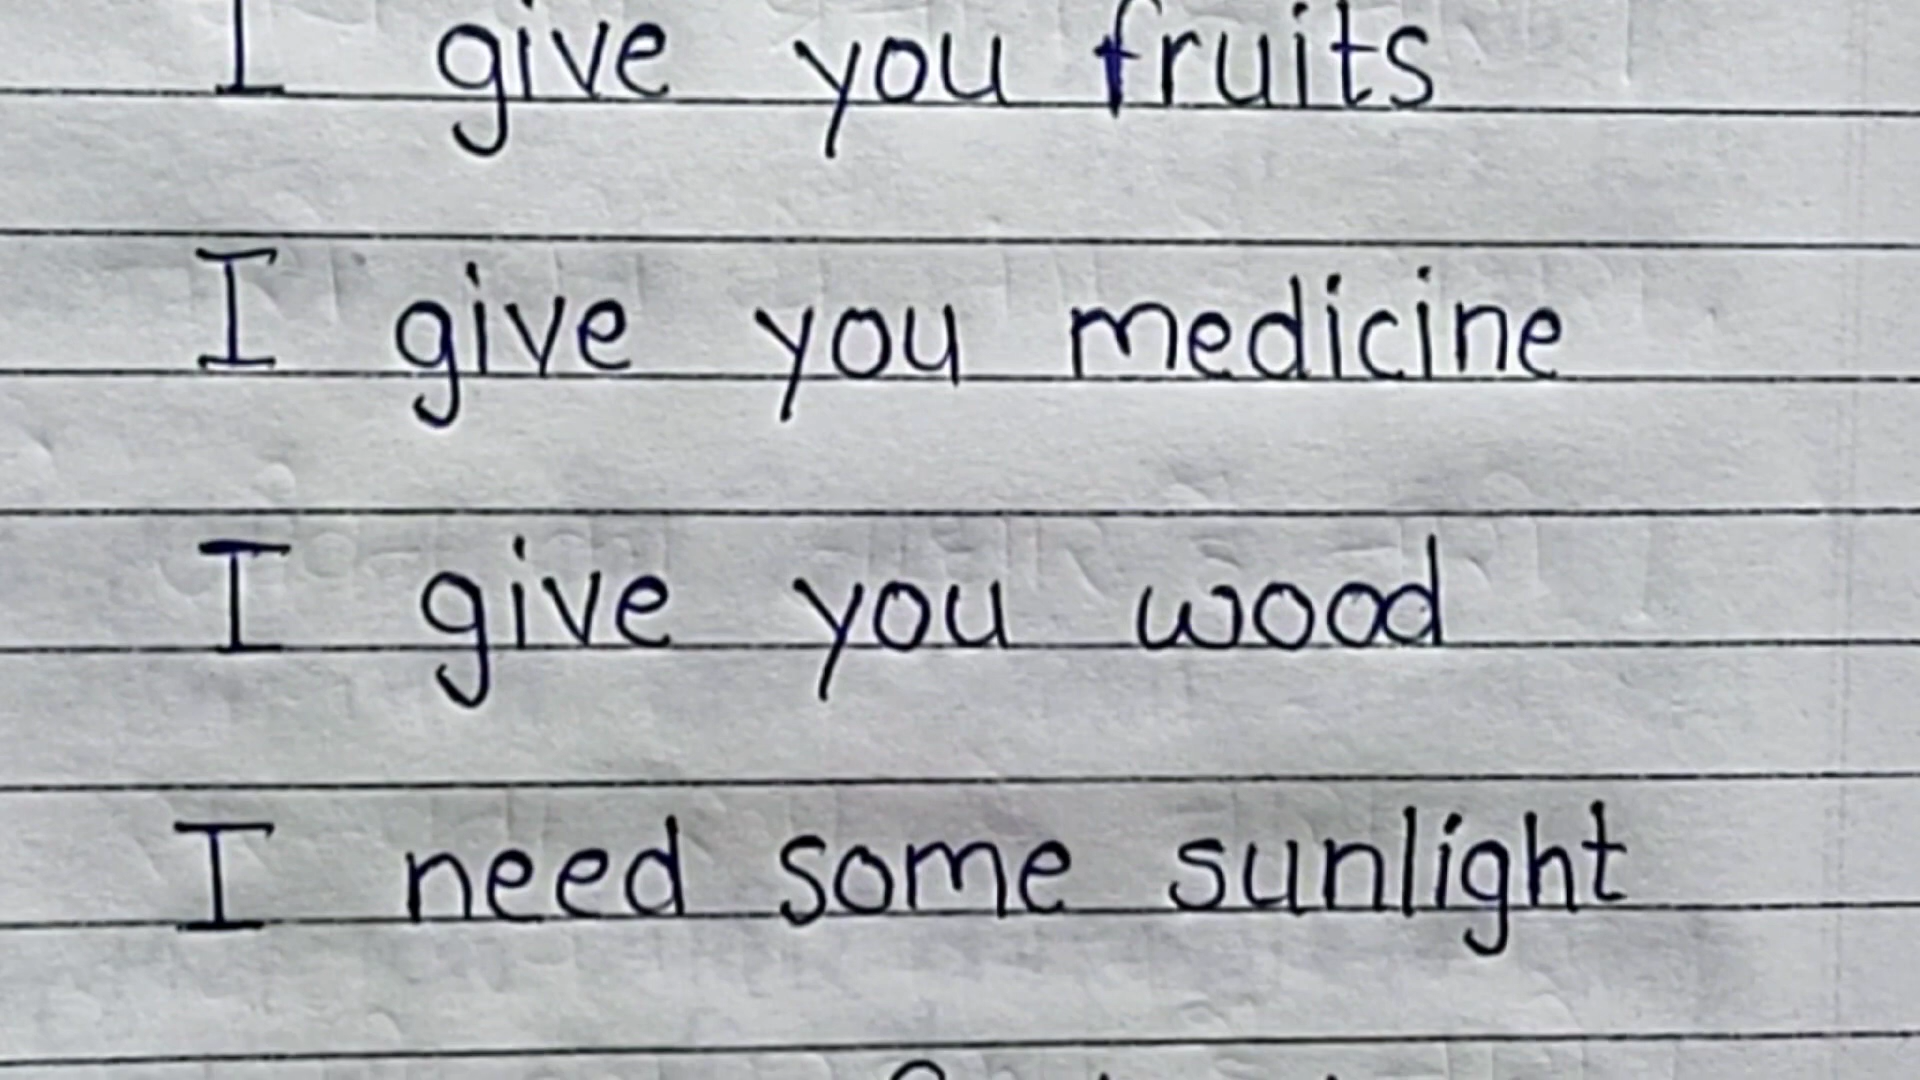 I give you fruits
I give you medicine
I give you wood
I need some sunlight